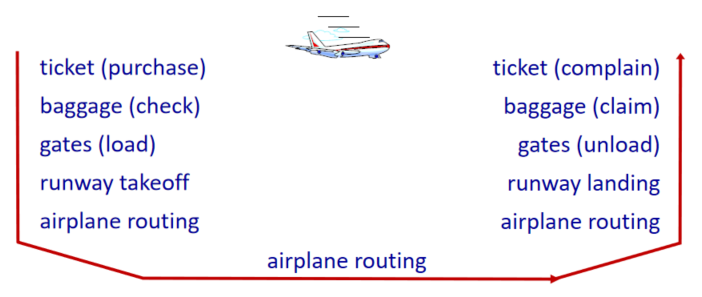 ticket (purchase)
baggage (check)
gates (load)
runway takeoff
airplane routing
ticket (complain)
baggage (claim)
gates (unload)
runway landing
airplane routing
airplane routing